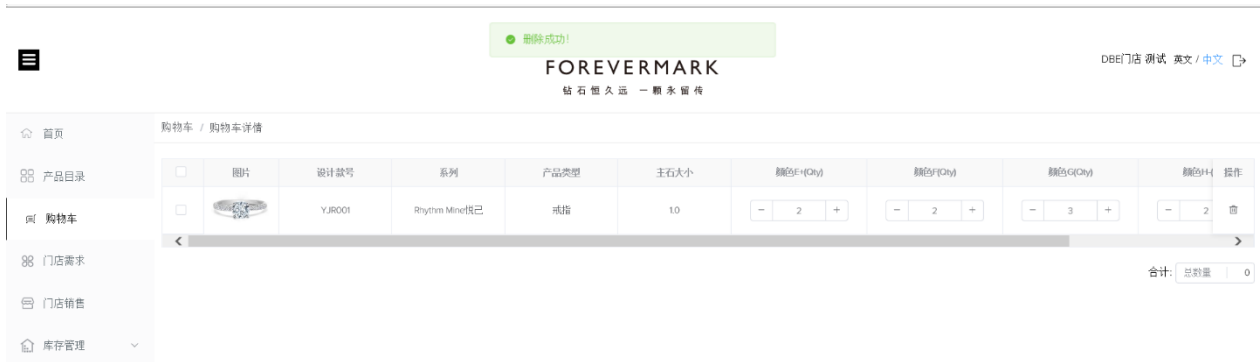 删除成功!
FOREVERMARK
钻石恒久远 一颗永留传
DBE门店 测试 英文 / 中文
首页
产品目录
购物车
门店需求
门店销售
库存管理
购物车 / 购物车详情
图片 设计款号 系列 产品类型 主石大小 颜色E+(Qty) 颜色F(Qty) 颜色G(Qty) 颜色H-( 操作
YJR001 Rhythm Mine悦己 戒指 1.0 − 2 + − 2 + − 3 + − 2
合计: 总数量 0